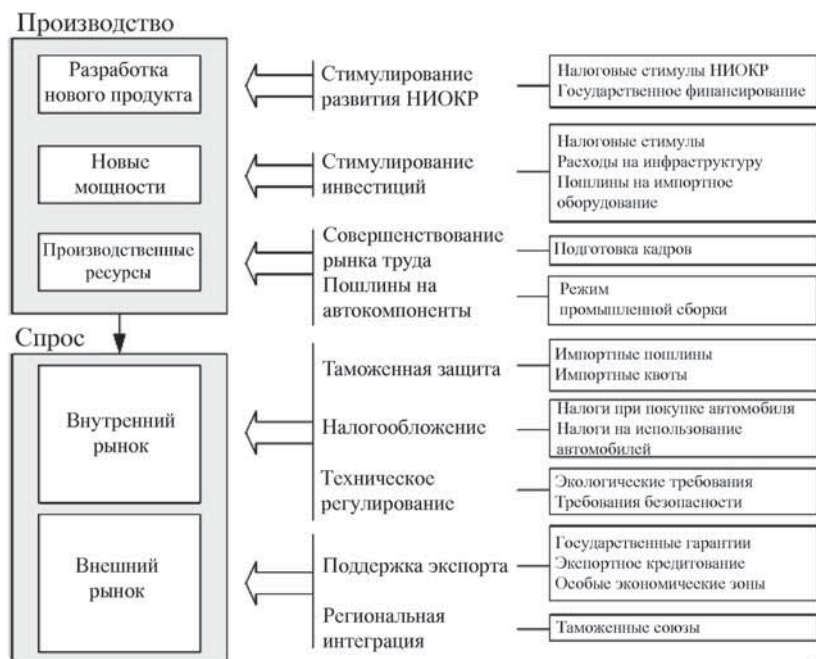 Производство
Разработка
нового продукта
Стимулирование
развития НИОКР
Налоговые стимулы НИОКР
Государственное финансирование
Новые
мощности
Стимулирование
инвестиций
Налоговые стимулы
Расходы на инфраструктуру
Пошлины на импортное
оборудование
Производственные
ресурсы
Совершенствование
рынка труда
Подготовка кадров
Пошлины на
автокомпоненты
Режим
промышленной сборки
Спрос
Внутренний
рынок
Таможенная защита
Импортные пошлины
Импортные квоты
Налогообложение
Налоги при покупке автомобиля
Налоги на использование
автомобилей
Техническое
регулирование
Экологические требования
Требования безопасности
Внешний
рынок
Поддержка экспорта
Государственные гарантии
Экспортное кредитование
Особые экономические зоны
Региональная
интеграция
Таможенные союзы